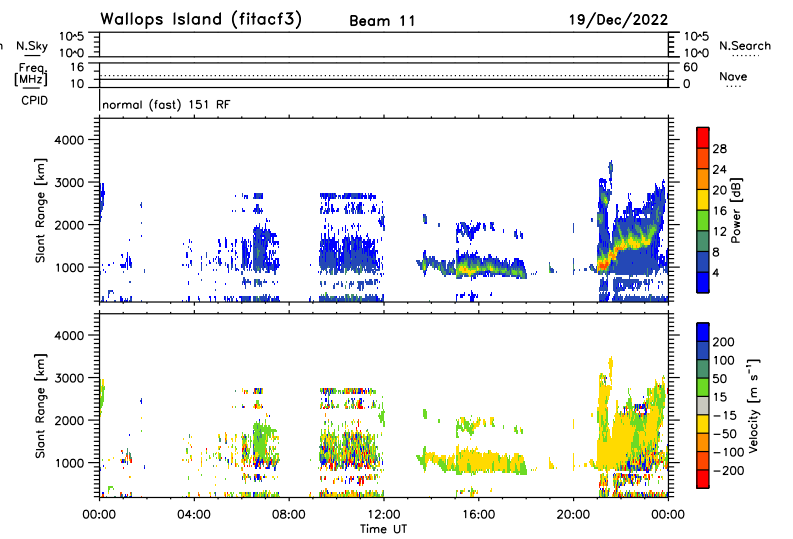 Wallops Island (fitacf3) Beam 11 19/Dec/2022
h N.Sky 10^5 10^0 10^5 10^0 N.Search
Freq. [MHz] 16 10 60 0 Nave
CPID normal (fast) 151 RF
Slant Range [km] 4000 3000 2000 1000
28 24 20 16 12 8 4 Power [dB]
Slant Range [km] 4000 3000 2000 1000
200 100 50 15 -15 -50 -100 -200 Velocity [m s⁻¹]
00:00 04:00 08:00 12:00 16:00 20:00 00:00
Time UT